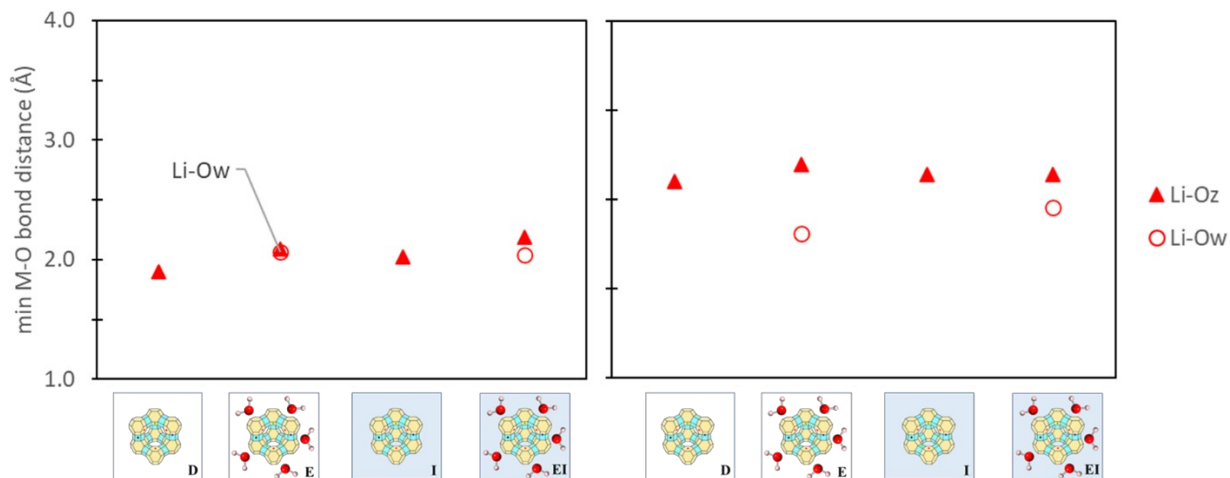 min M-O bond distance (Å)
4.0
3.0
2.0
1.0
Li-Ow
D
E
I
EI
D
E
I
EI
Li-Oz
Li-Ow